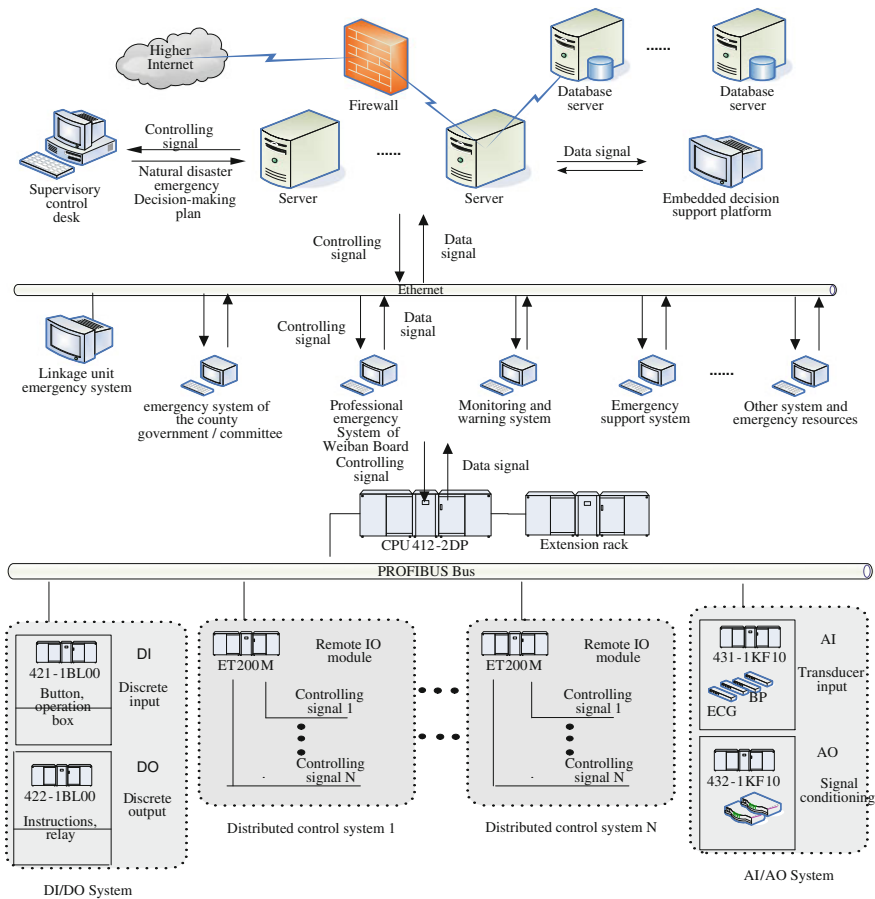 Higher
Internet
Firewall
......
Database
server
Database
server
Controlling
signal
Natural disaster
emergency
Decision-making
plan
Supervisory
control
desk
......
Server
Server
Data signal
Embedded decision
support platform
Controlling
signal
Data
signal
Ethernet
Controlling
signal
Data
signal
Linkage unit
emergency system
emergency system of
the county
government / committee
Professional
emergency
System of
Weiban Board
Monitoring and
warning system
Emergency
support system
......
Other system and
emergency resources
Controlling
signal
Data signal
CPU 412-2DP
Extension rack
PROFIBUS Bus
421-1BL00
Button,
operation
box
DI
Discrete
input
422-1BL00
Instructions,
relay
DO
Discrete
output
DI/DO System
ET200M
Remote IO
module
Controlling
signal 1
Controlling
signal N
Distributed control system 1
ET200M
Remote IO
module
Controlling
signal 1
Controlling
signal N
Distributed control system N
431-1KF10
ECG
BP
AI
Transducer
input
432-1KF10
AO
Signal
conditioning
AI/AO System